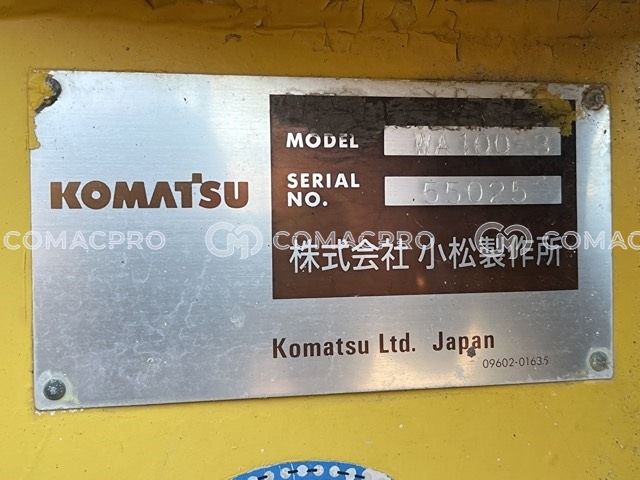 KOMATSU
MODEL WA100-3
SERIAL NO. 55025
COMACPRO COMACPRO COMACPRO
株式会社 小松製作所
Komatsu Ltd. Japan
09602-01635